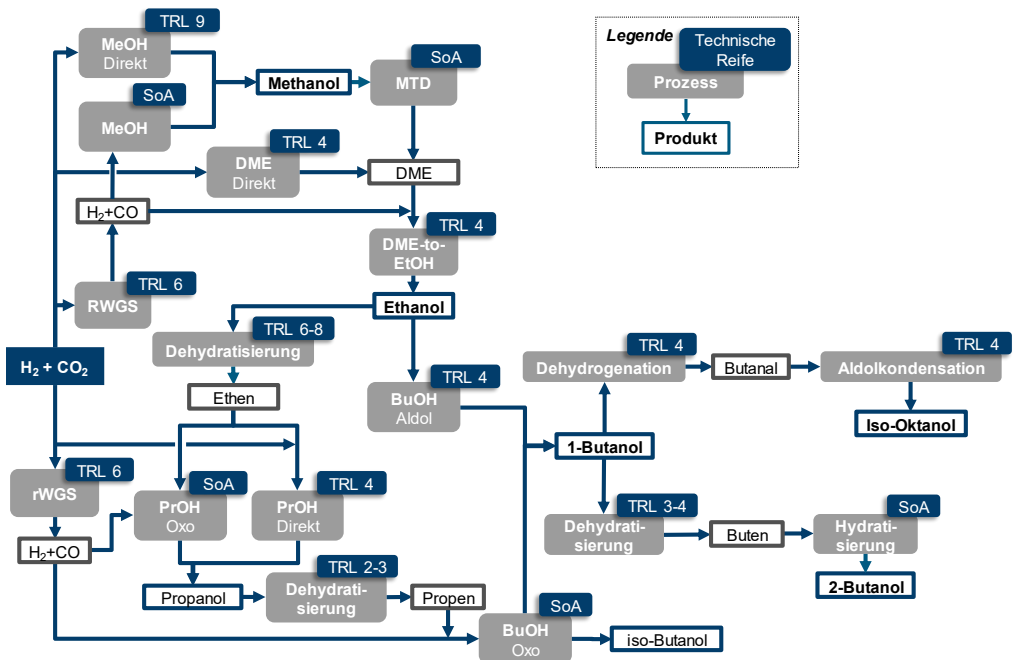 TRL 9
MeOH
Direkt
SoA
MeOH
Methanol
SoA
MTD
Legende
Technische
Reife
Prozess
Produkt
TRL 4
DME
Direkt
DME
H₂+CO
TRL 4
DME-to-
EtOH
TRL 6
RWGS
Ethanol
TRL 6-8
Dehydratisierung
H₂ + CO₂
Ethen
TRL 4
BuOH
Aldol
TRL 4
Dehydrogenation
Butanal
TRL 4
Aldolkondensation
Iso-Oktanol
1-Butanol
TRL 6
rWGS
SoA
PrOH
Oxo
TRL 4
PrOH
Direkt
TRL 3-4
Dehydrati-
sierung
Buten
SoA
Hydrati-
sierung
2-Butanol
H₂+CO
TRL 2-3
Propanol
Dehydrati-
sierung
Propen
SoA
BuOH
Oxo
iso-Butanol